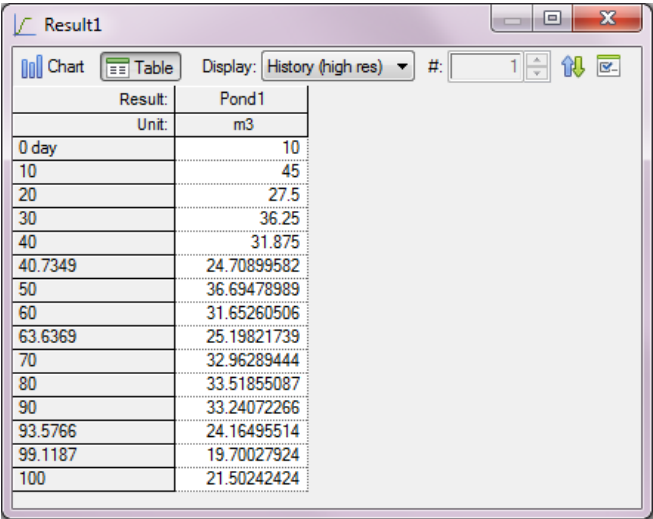 Result1
Chart Table Display: History (high res) #: 1
Result: Pond1
Unit: m3
0 day 10
10 45
20 27.5
30 36.25
40 31.875
40.7349 24.70899582
50 36.69478989
60 31.65260506
63.6369 25.19821739
70 32.96289444
80 33.51855087
90 33.24072266
93.5766 24.16495514
99.1187 19.70027924
100 21.50242424